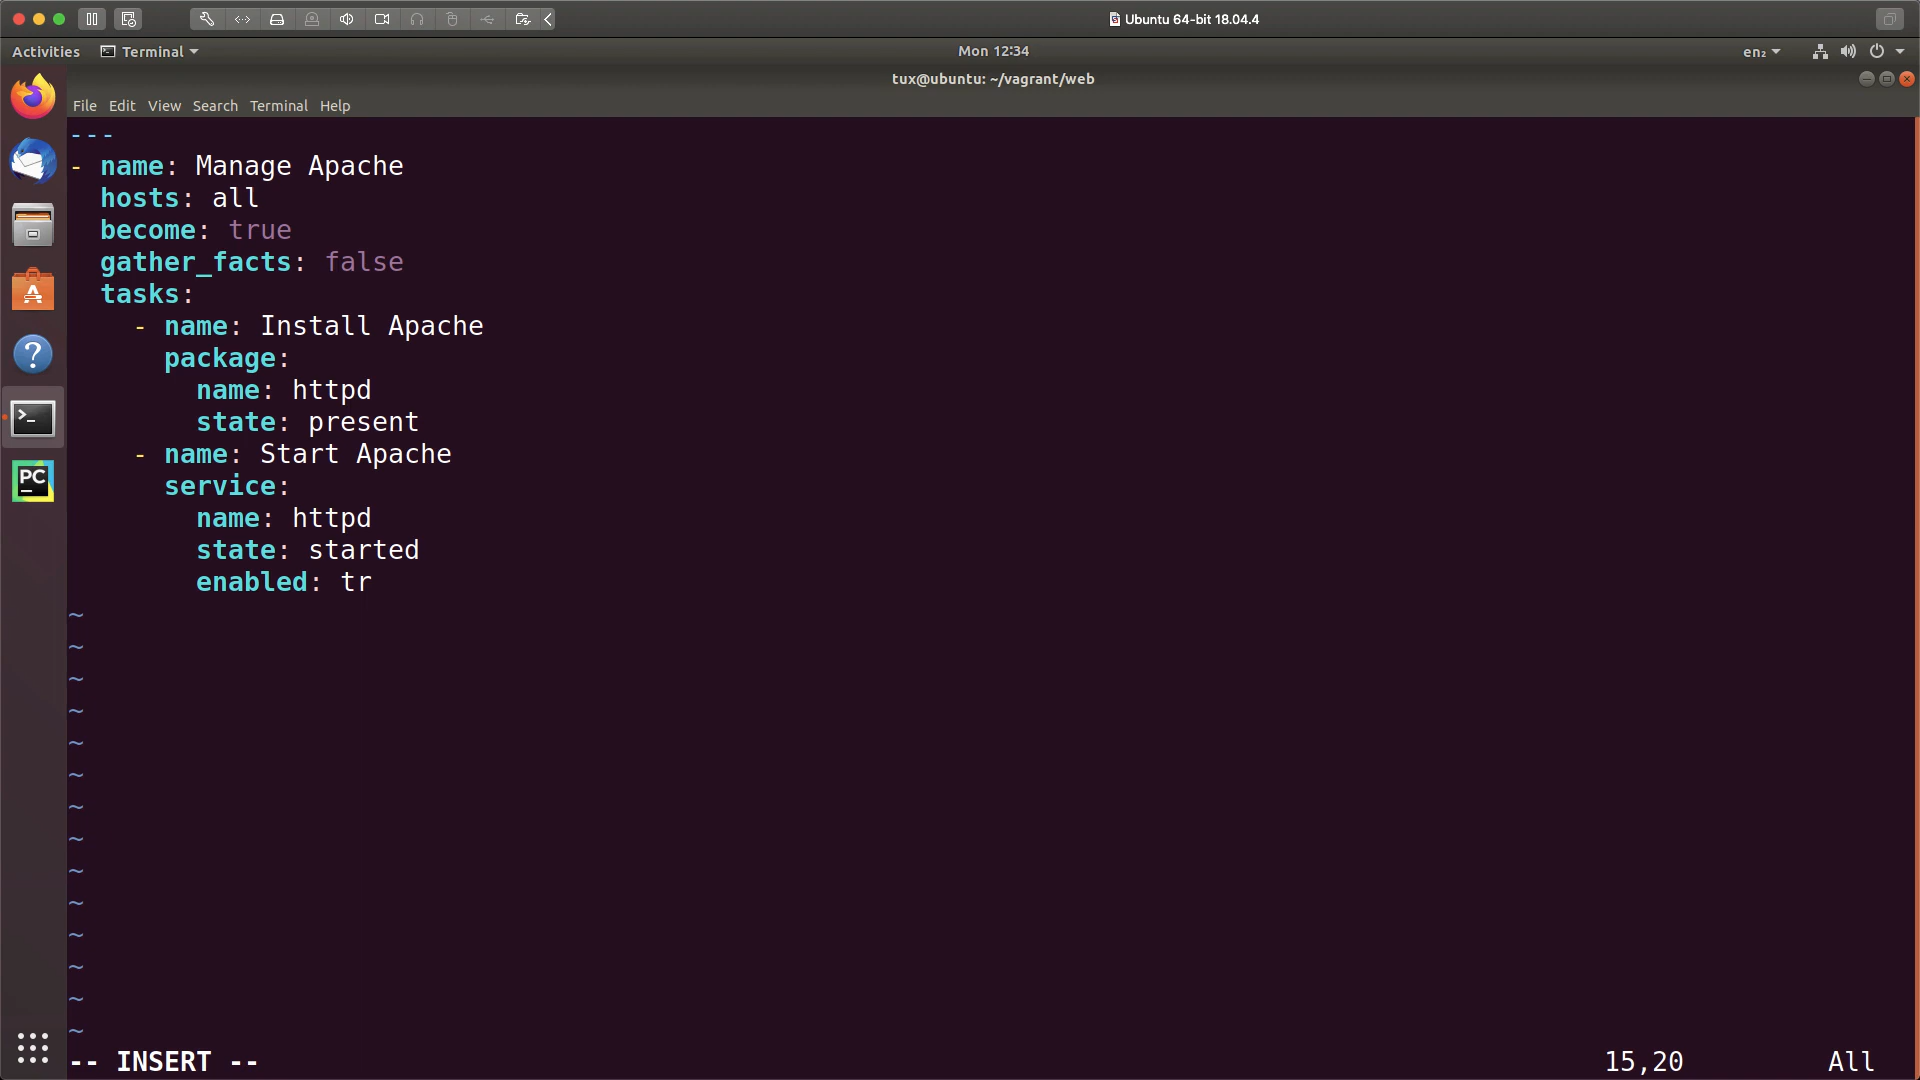 Ubuntu 64-bit 18.04.4
Activities Terminal Mon 12:34 en₂
tux@ubuntu: ~/vagrant/web
File Edit View Search Terminal Help
---
- name: Manage Apache
  hosts: all
  become: true
  gather_facts: false
  tasks:
    - name: Install Apache
      package:
        name: httpd
        state: present
    - name: Start Apache
      service:
        name: httpd
        state: started
        enabled: tr
~
~
~
~
~
~
~
~
~
~
~
~
~
~
PC
-- INSERT -- 15,20 All